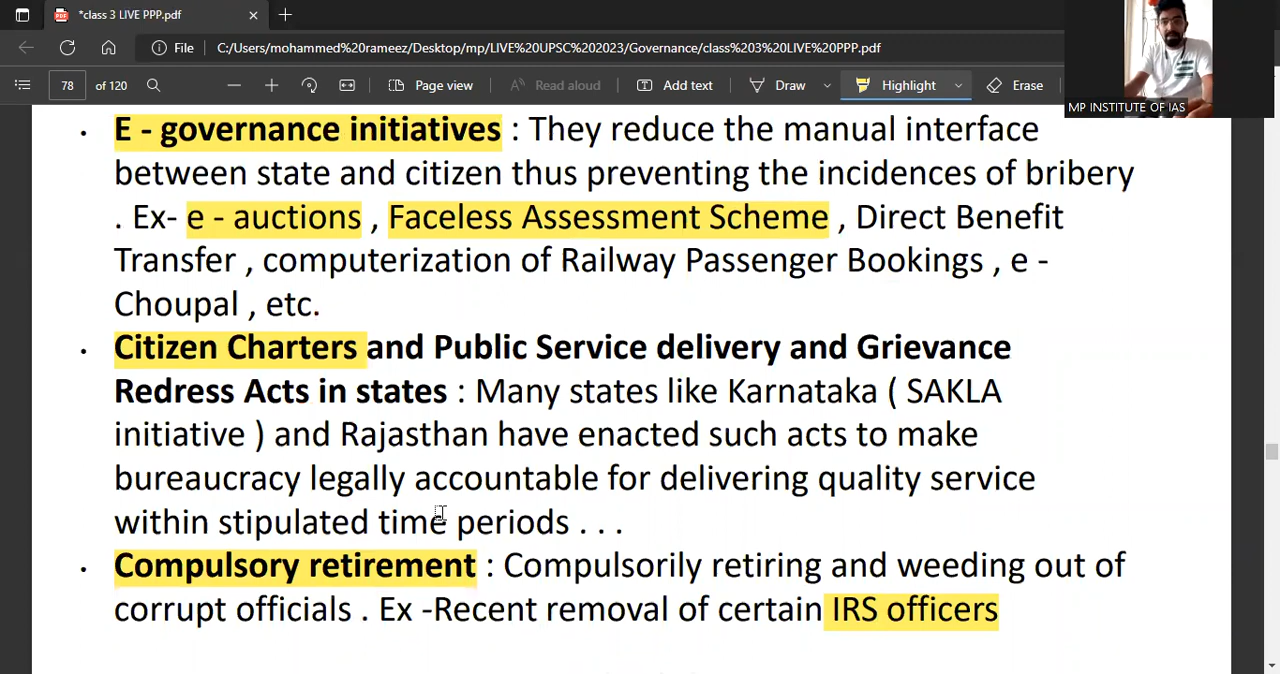 *class 3 LIVE PPP.pdf
File
C:/Users/mohammed%20rameez/Desktop/mp/LIVE%20UPSC%202023/Governance/class%203%20LIVE%20PPP.pdf
78 of 120
Page view
Read aloud
Add text
Draw
Highlight
Erase
MP INSTITUTE OF IAS
• E - governance initiatives : They reduce the manual interface
between state and citizen thus preventing the incidences of bribery
. Ex- e - auctions , Faceless Assessment Scheme , Direct Benefit
Transfer , computerization of Railway Passenger Bookings , e -
Choupal , etc.
• Citizen Charters and Public Service delivery and Grievance
Redress Acts in states : Many states like Karnataka ( SAKLA
initiative ) and Rajasthan have enacted such acts to make
bureaucracy legally accountable for delivering quality service
within stipulated time periods . . .
• Compulsory retirement : Compulsorily retiring and weeding out of
corrupt officials . Ex -Recent removal of certain IRS officers